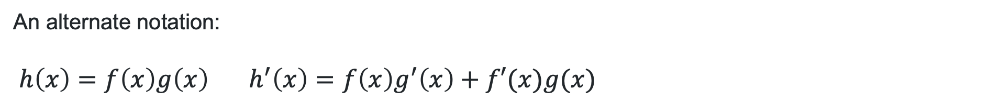 An alternate notation:
h(x) = f(x)g(x) h′(x) = f(x)g′(x) + f′(x)g(x)